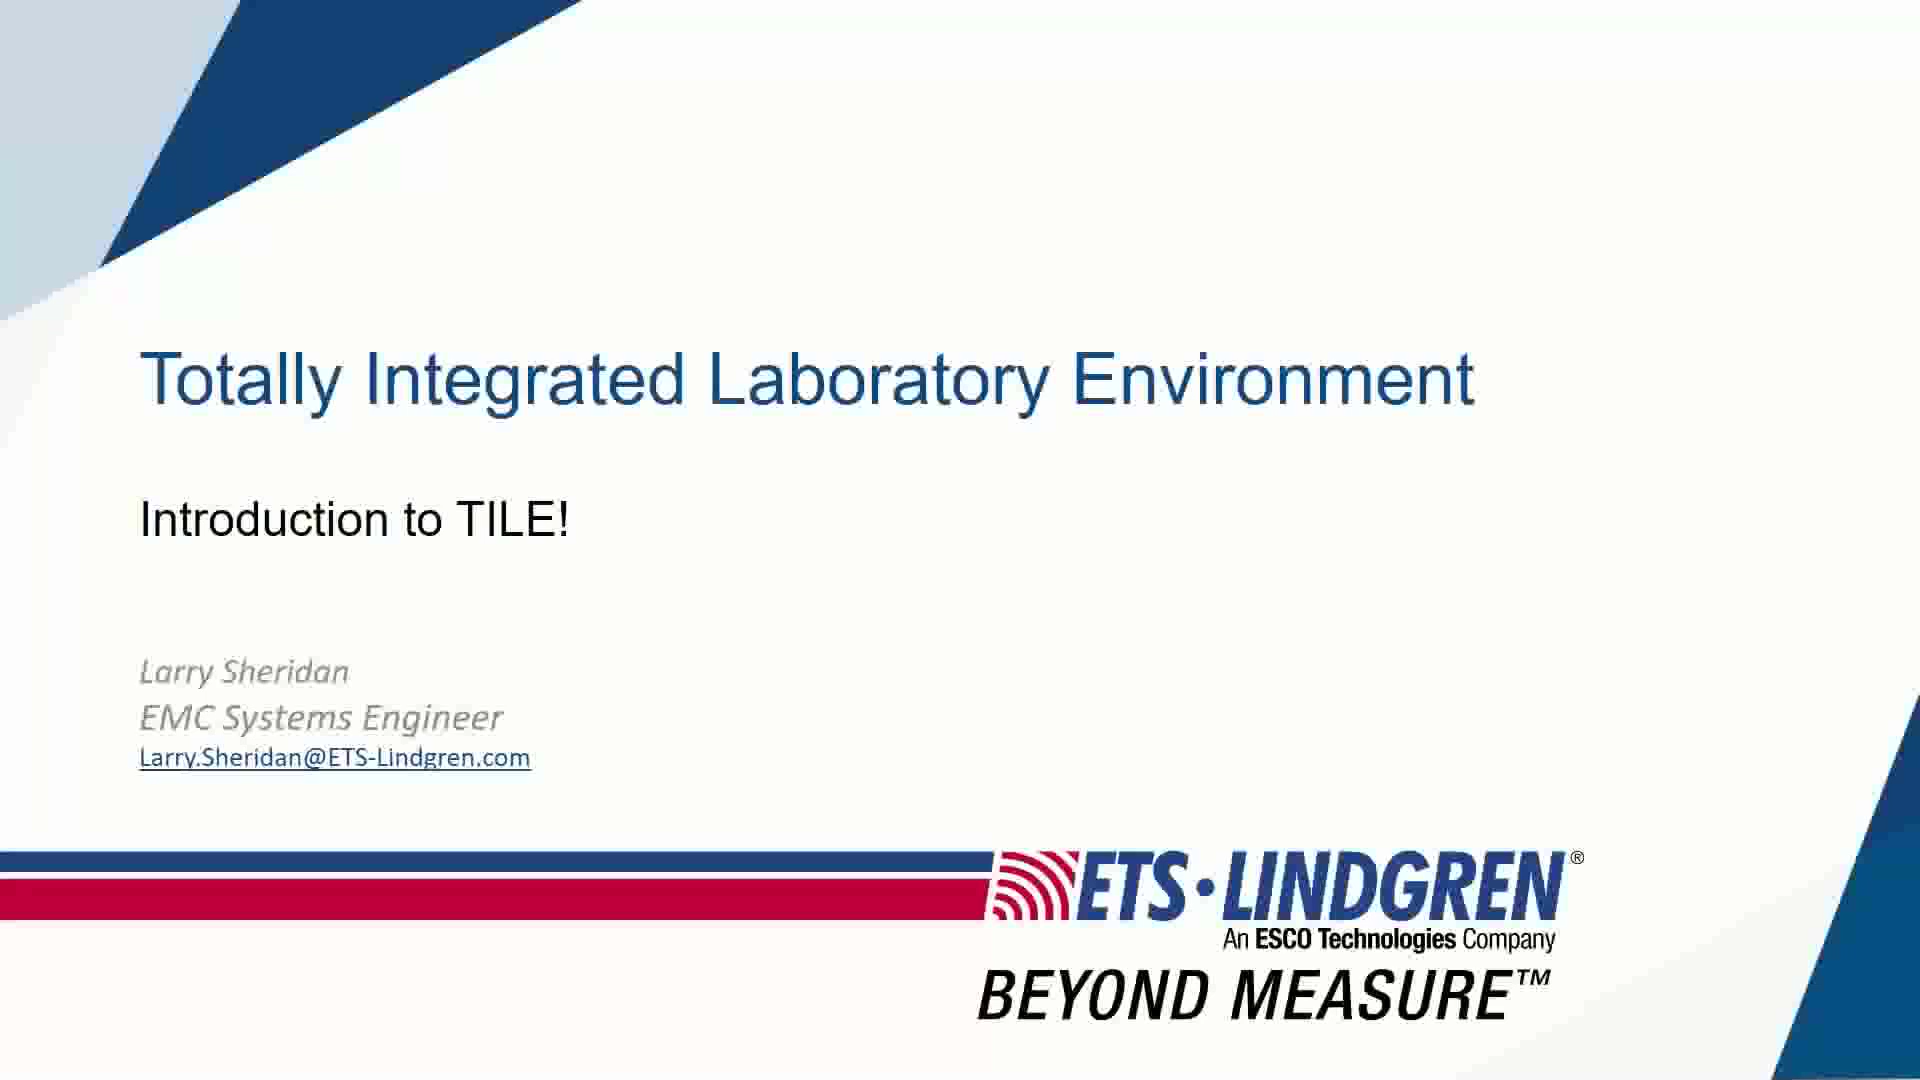 Totally Integrated Laboratory Environment
Introduction to TILE!
Larry Sheridan
EMC Systems Engineer
Larry.Sheridan@ETS-Lindgren.com
ETS·LINDGREN®
An ESCO Technologies Company
BEYOND MEASURE™